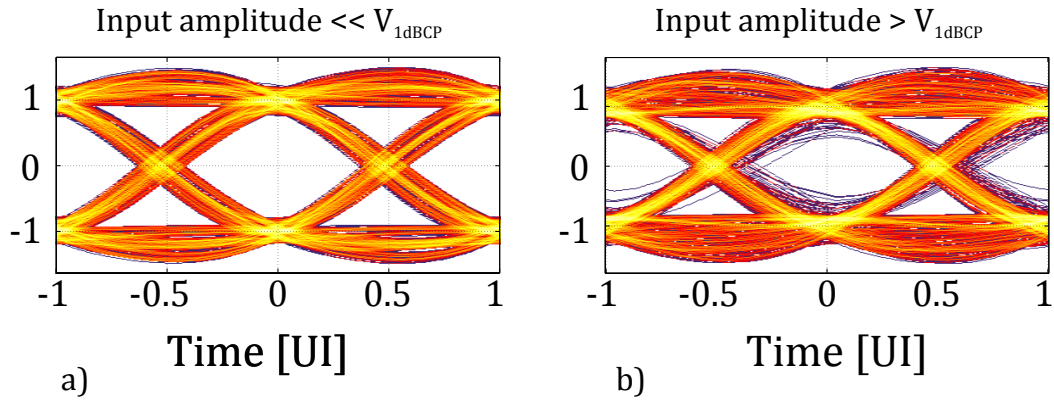 Input amplitude << V1dBCP
1
0
-1
-1 -0.5 0 0.5 1
Time [UI]
a)
Input amplitude > V1dBCP
1
0
-1
-1 -0.5 0 0.5 1
Time [UI]
b)